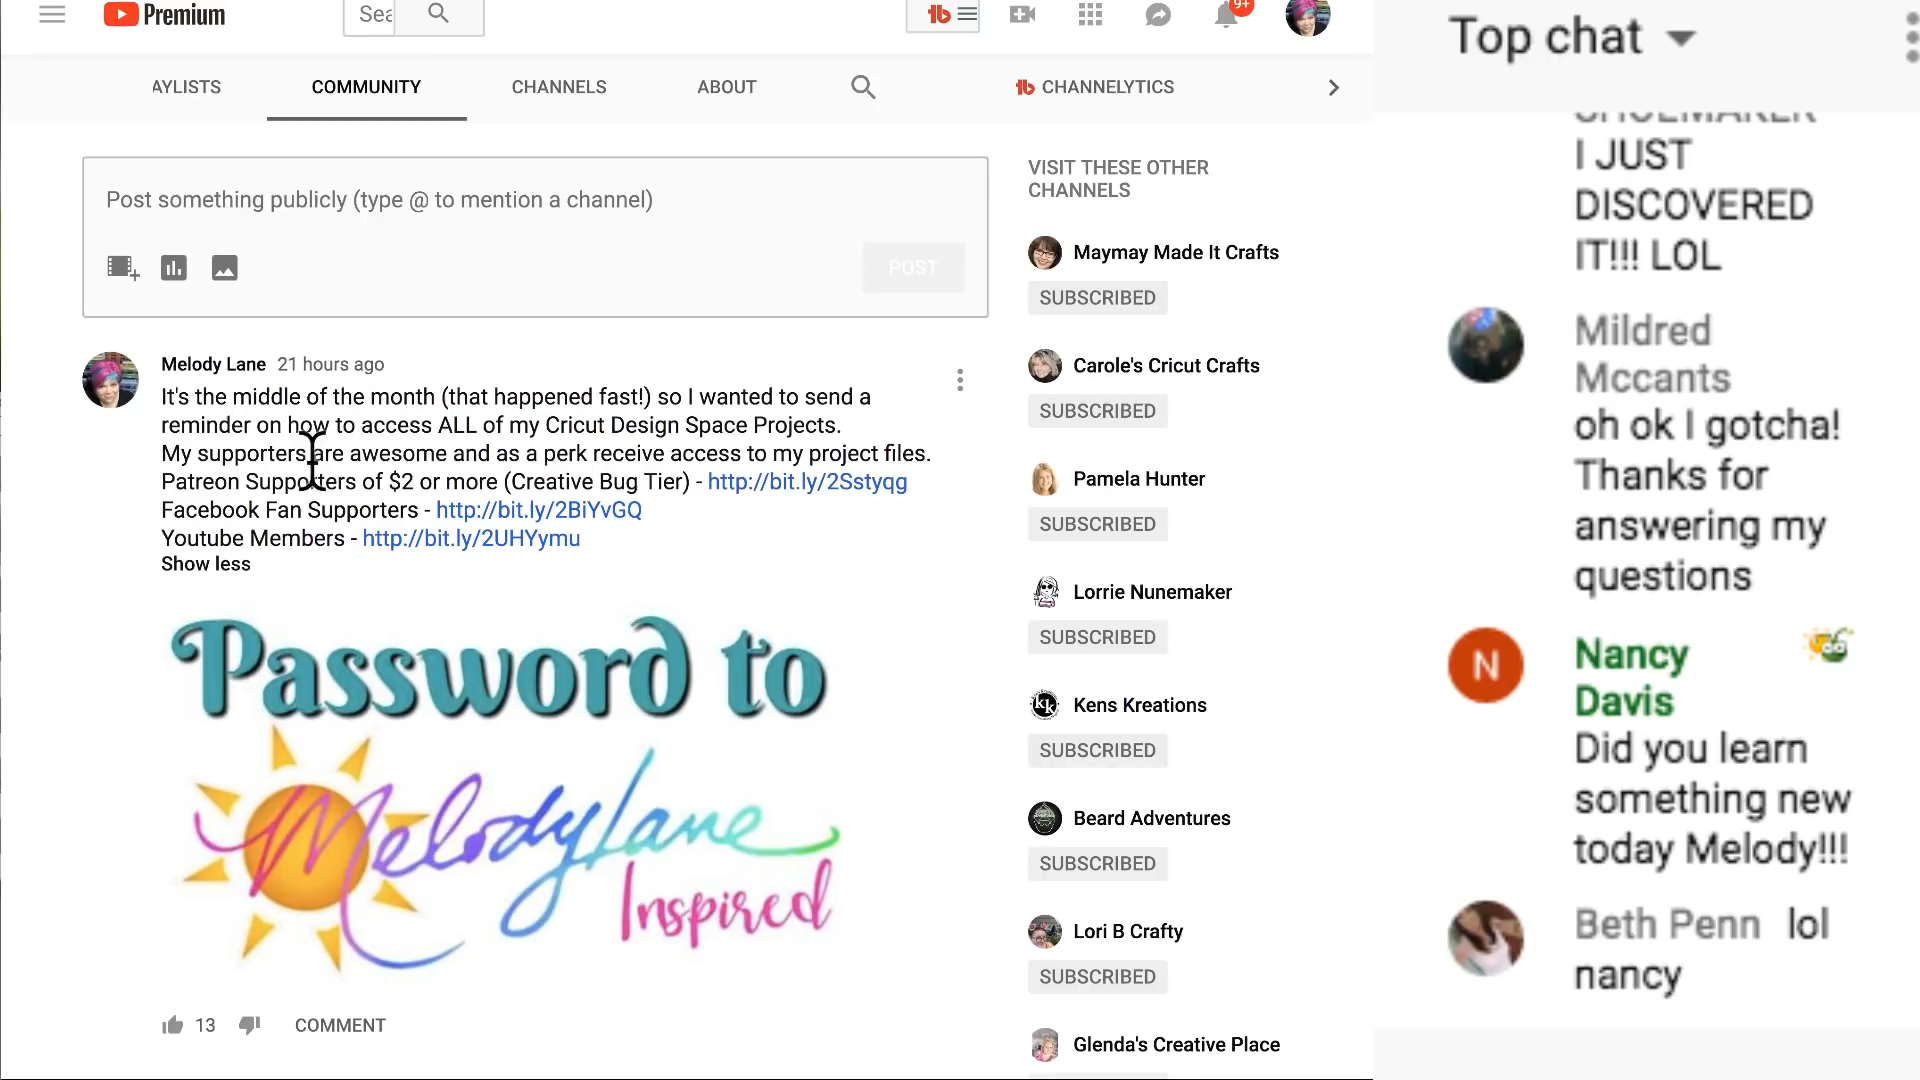 Premium
Sea
9+
AYLISTS
COMMUNITY
CHANNELS
ABOUT
CHANNELYTICS
Post something publicly (type @ to mention a channel)
POST
Melody Lane 21 hours ago
It's the middle of the month (that happened fast!) so I wanted to send a
reminder on how to access ALL of my Cricut Design Space Projects.
My supporters are awesome and as a perk receive access to my project files.
Patreon Supporters of $2 or more (Creative Bug Tier) - http://bit.ly/2Sstyqg
Facebook Fan Supporters - http://bit.ly/2BiYvGQ
Youtube Members - http://bit.ly/2UHYymu
Show less
Password to
MelodyLane
Inspired
13
COMMENT
VISIT THESE OTHER
CHANNELS
Maymay Made It Crafts
SUBSCRIBED
Carole's Cricut Crafts
SUBSCRIBED
Pamela Hunter
SUBSCRIBED
Lorrie Nunemaker
SUBSCRIBED
Kens Kreations
SUBSCRIBED
Beard Adventures
SUBSCRIBED
Lori B Crafty
SUBSCRIBED
Glenda's Creative Place
Top chat
SHOEMAKER
I JUST
DISCOVERED
IT!!! LOL
Mildred
Mccants
oh ok I gotcha!
Thanks for
answering my
questions
N
Nancy
Davis
Did you learn
something new
today Melody!!!
Beth Penn lol
nancy